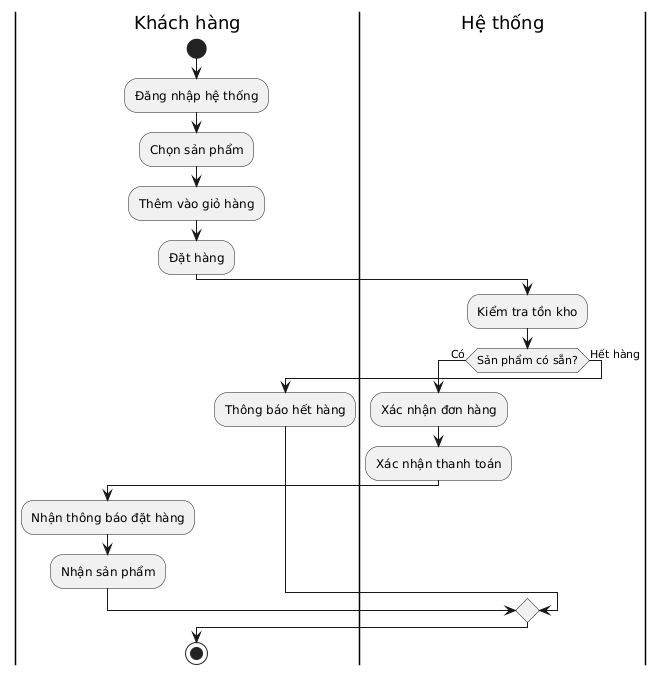 Khách hàng
Hệ thống
Đăng nhập hệ thống
Chọn sản phẩm
Thêm vào giỏ hàng
Đặt hàng
Kiểm tra tồn kho
Có
Sản phẩm có sẵn?
Hết hàng
Thông báo hết hàng
Xác nhận đơn hàng
Xác nhận thanh toán
Nhận thông báo đặt hàng
Nhận sản phẩm